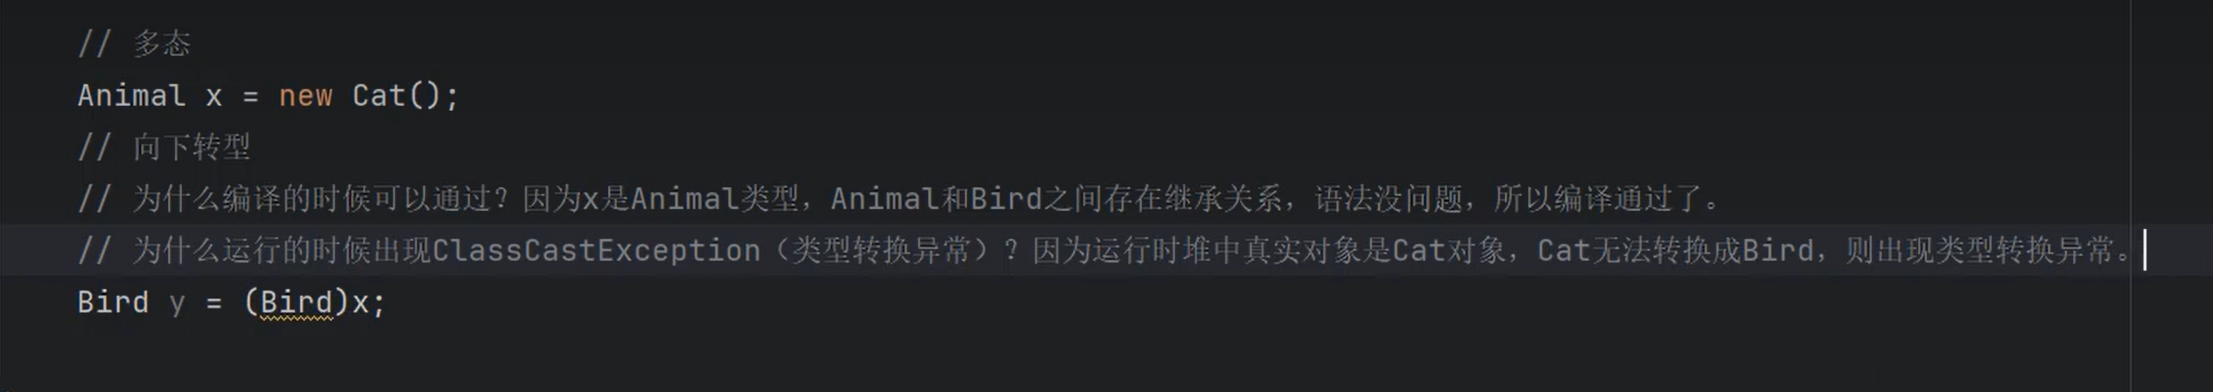 // 多态
Animal x = new Cat();
// 向下转型
// 为什么编译的时候可以通过？因为x是Animal类型，Animal和Bird之间存在继承关系，语法没问题，所以编译通过了。
// 为什么运行的时候出现ClassCastException（类型转换异常）？因为运行时堆中真实对象是Cat对象，Cat无法转换成Bird，则出现类型转换异常。
Bird y = (Bird)x;